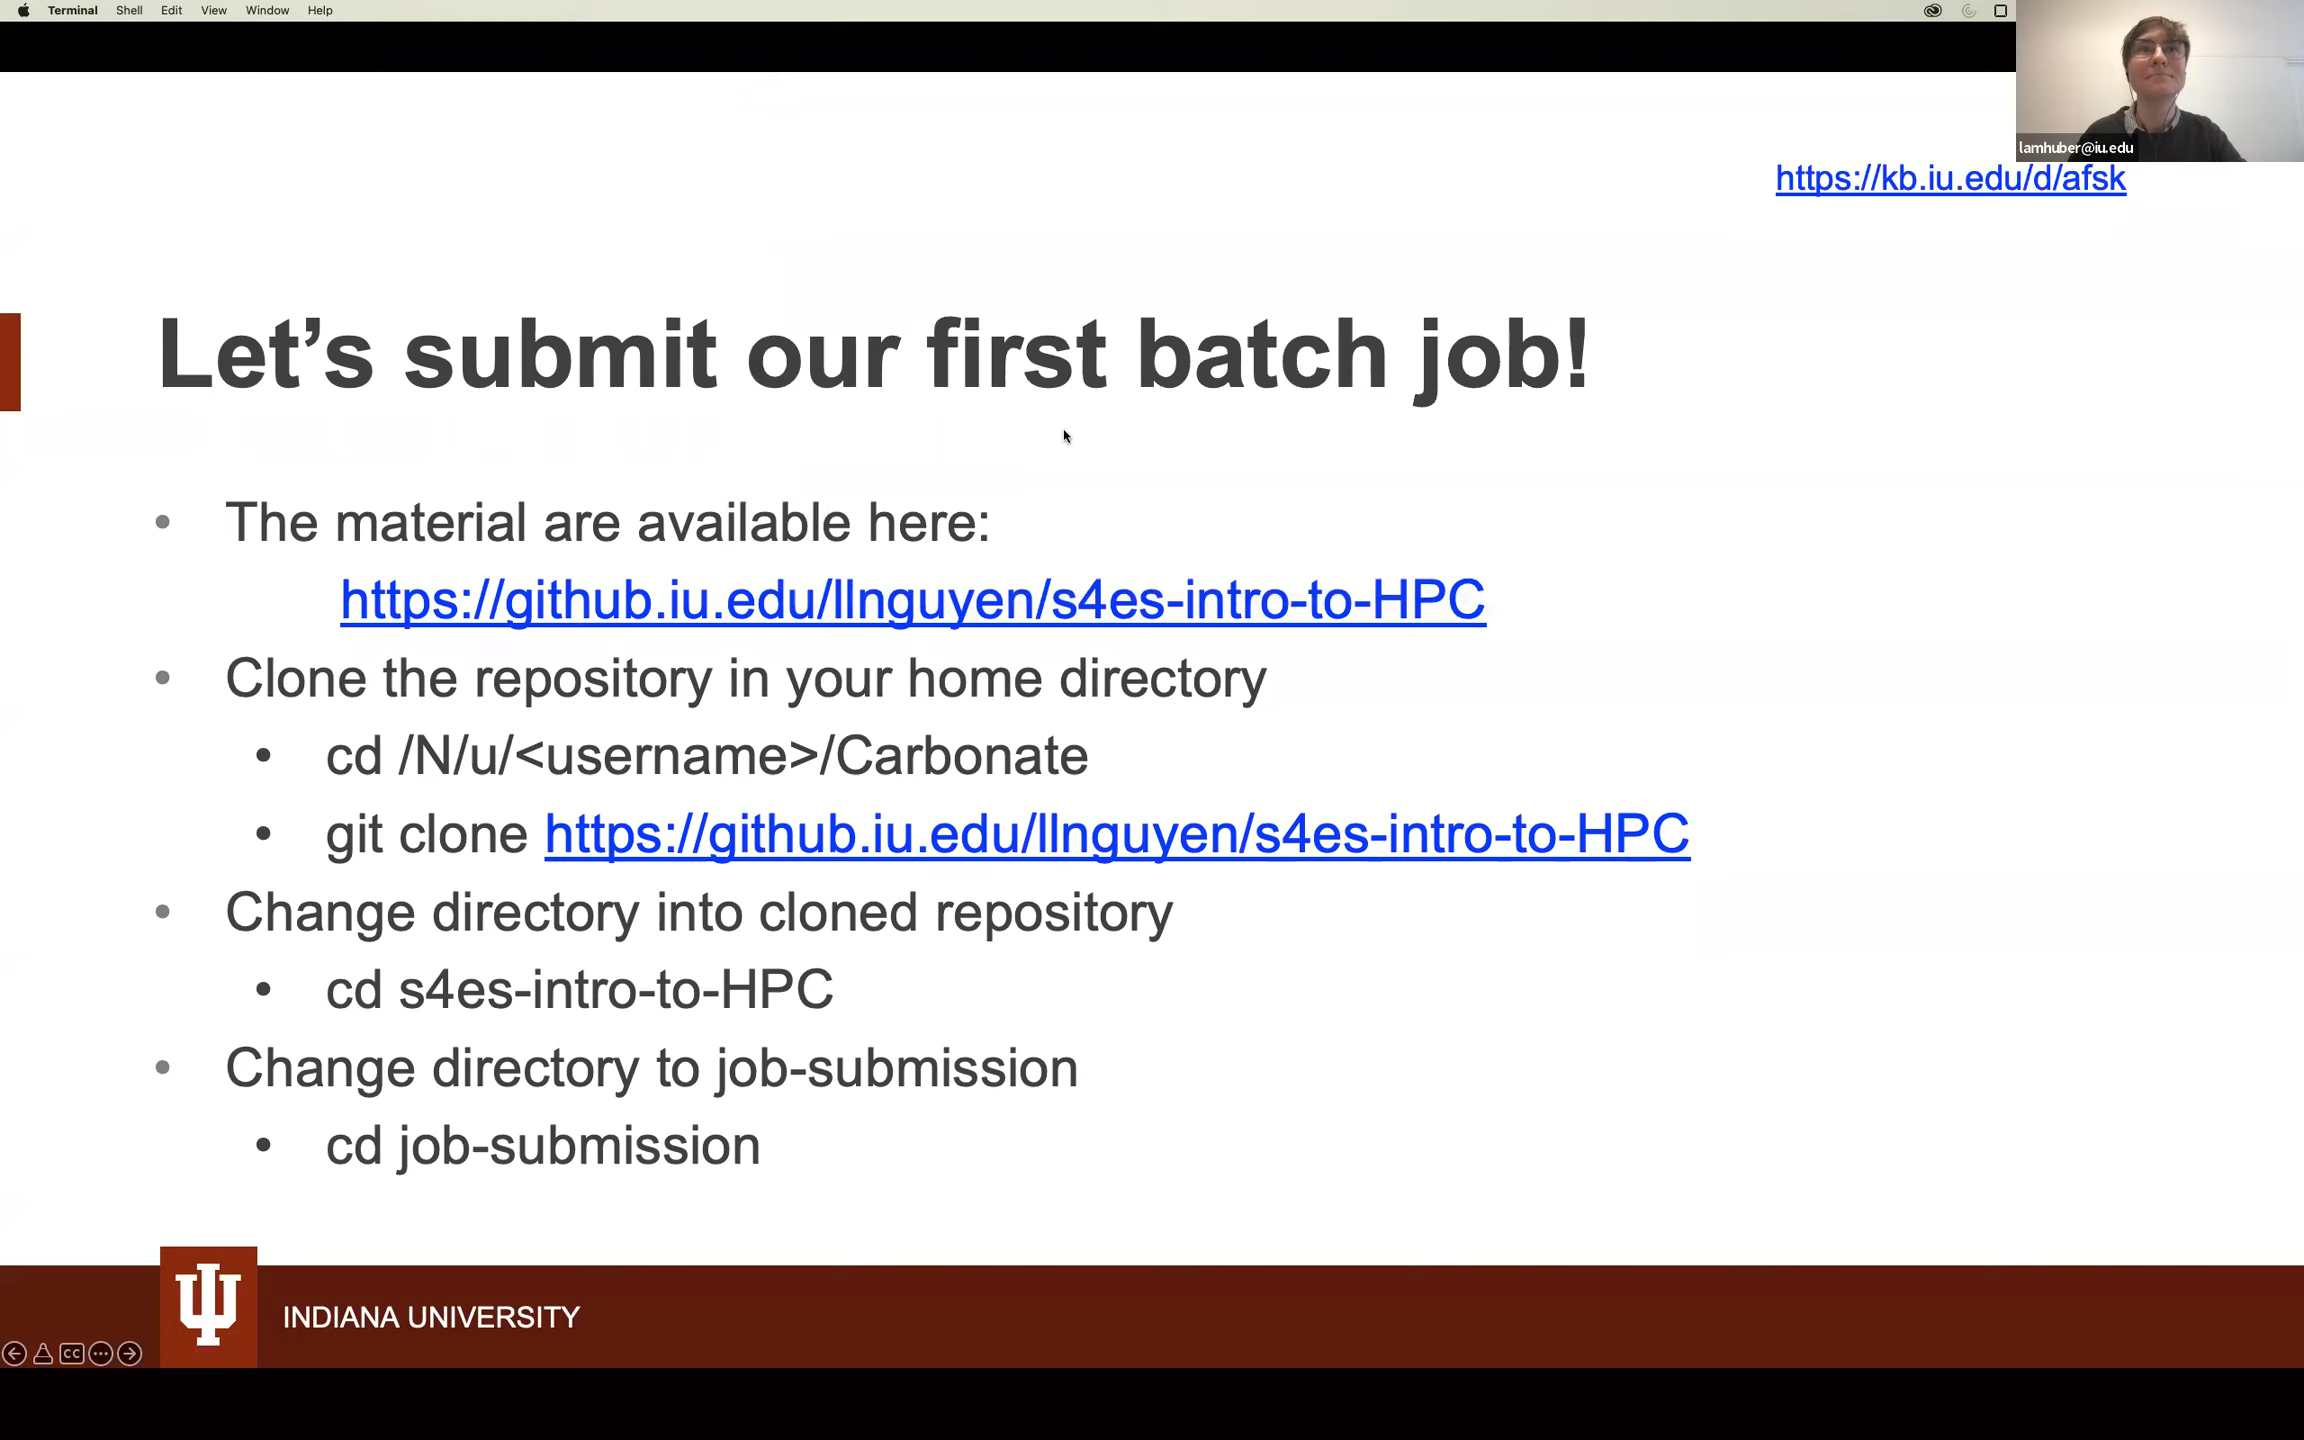 Terminal Shell Edit View Window Help
lamhuber@iu.edu
https://kb.iu.edu/d/afsk
Let’s submit our first batch job!
• The material are available here:
https://github.iu.edu/llnguyen/s4es-intro-to-HPC
• Clone the repository in your home directory
• cd /N/u/<username>/Carbonate
• git clone https://github.iu.edu/llnguyen/s4es-intro-to-HPC
• Change directory into cloned repository
• cd s4es-intro-to-HPC
• Change directory to job-submission
• cd job-submission
INDIANA UNIVERSITY
CC